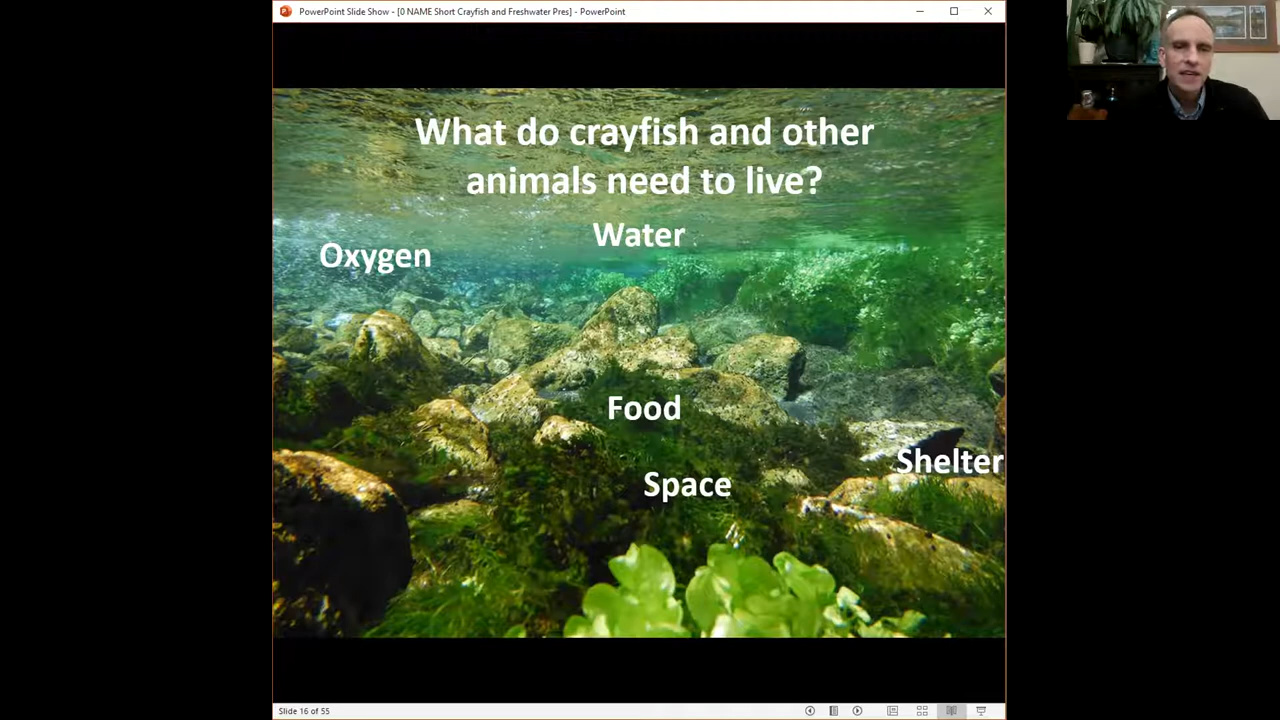 PowerPoint Slide Show - [0 NAME Short Crayfish and Freshwater Pres] - PowerPoint
What do crayfish and other
animals need to live?
Water
Oxygen
Food
Shelter
Space
Slide 16 of 55